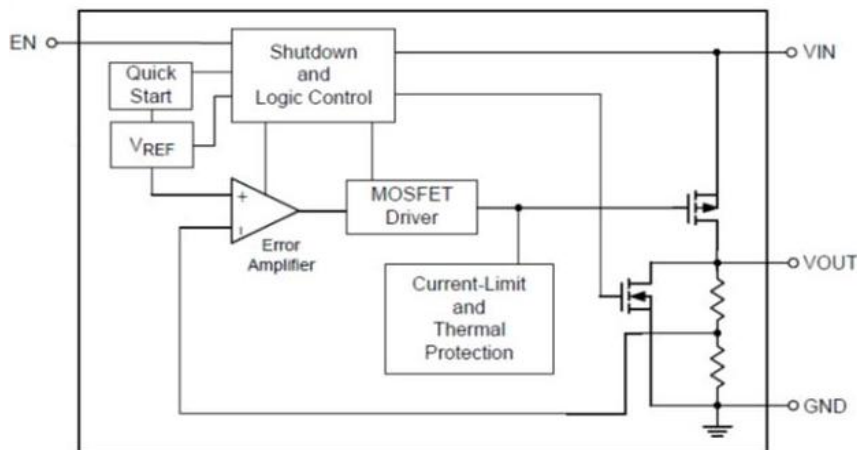 EN
Shutdown
and
Logic Control
VIN
Quick
Start
VREF
+
MOSFET
Driver
Error
Amplifier
VOUT
Current-Limit
and
Thermal
Protection
GND